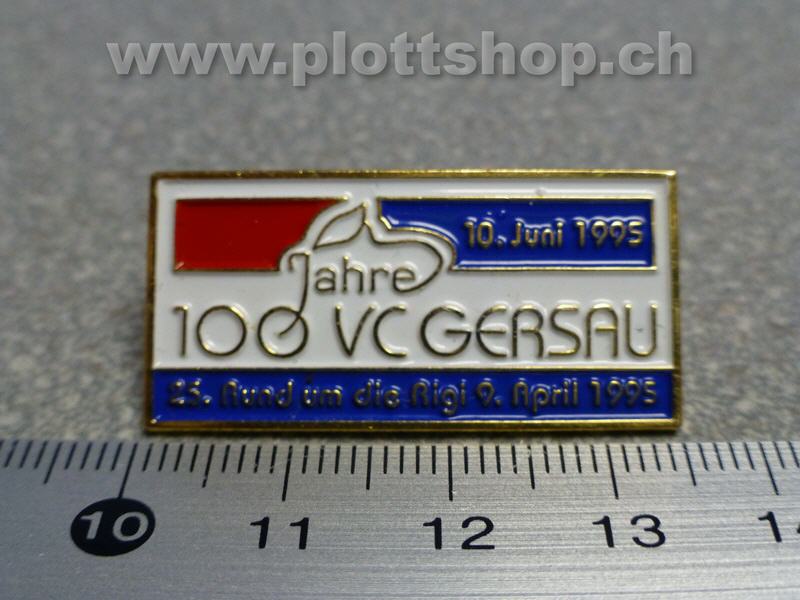 www.plottshop.ch
10. Juni 1995
Jahre
100 VC GERSAU
25. Rund um die Rigi 9. April 1995
10 11 12 13 14